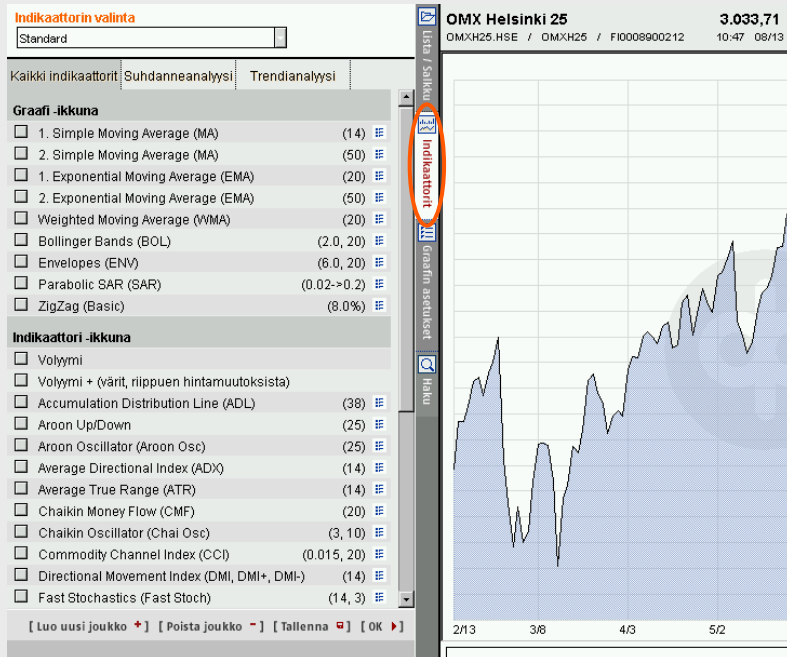 Indikaattorin valinta
Standard
Kaikki indikaattorit Suhdanneanalyysi Trendianalyysi
Graafi -ikkuna
1. Simple Moving Average (MA) (14)
2. Simple Moving Average (MA) (50)
1. Exponential Moving Average (EMA) (20)
2. Exponential Moving Average (EMA) (50)
Weighted Moving Average (WMA) (20)
Bollinger Bands (BOL) (2.0, 20)
Envelopes (ENV) (6.0, 20)
Parabolic SAR (SAR) (0.02->0.2)
ZigZag (Basic) (8.0%)
Indikaattori -ikkuna
Volyymi
Volyymi + (värit, riippuen hintamuutoksista)
Accumulation Distribution Line (ADL) (38)
Aroon Up/Down (25)
Aroon Oscillator (Aroon Osc) (25)
Average Directional Index (ADX) (14)
Average True Range (ATR) (14)
Chaikin Money Flow (CMF) (20)
Chaikin Oscillator (Chai Osc) (3, 10)
Commodity Channel Index (CCI) (0.015, 20)
Directional Movement Index (DMI, DMI+, DMI-) (14)
Fast Stochastics (Fast Stoch) (14, 3)
[ Luo uusi joukko + ] [ Poista joukko - ] [ Tallenna ] [ OK ]
Lista / Salkku
Indikaattorit
Graafin asetukset
Haku
OMX Helsinki 25 3.033,71
OMXH25.HSE / OMXH25 / FI0008900212 10:47 08/13
2/13 3/8 4/3 5/2